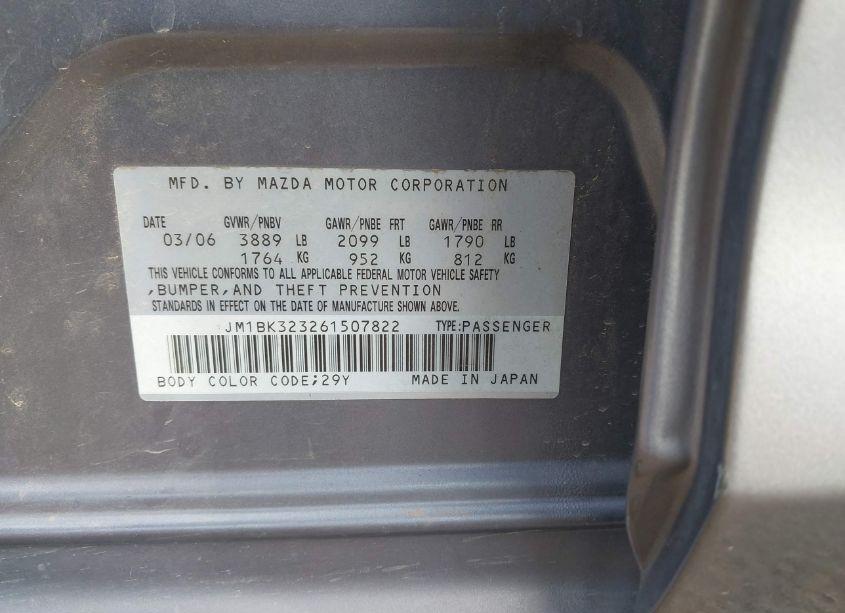 MFD. BY MAZDA MOTOR CORPORATION
DATE GVWR/PNBV GAWR/PNBE FRT GAWR/PNBE RR
03/06 3889 LB 2099 LB 1790 LB
1764 KG 952 KG 812 KG
THIS VEHICLE CONFORMS TO ALL APPLICABLE FEDERAL MOTOR VEHICLE SAFETY
,BUMPER,AND THEFT PREVENTION
STANDARDS IN EFFECT ON THE DATE OF MANUFACTURE SHOWN ABOVE.
JM1BK323261507822 TYPE:PASSENGER
BODY COLOR CODE;29Y MADE IN JAPAN